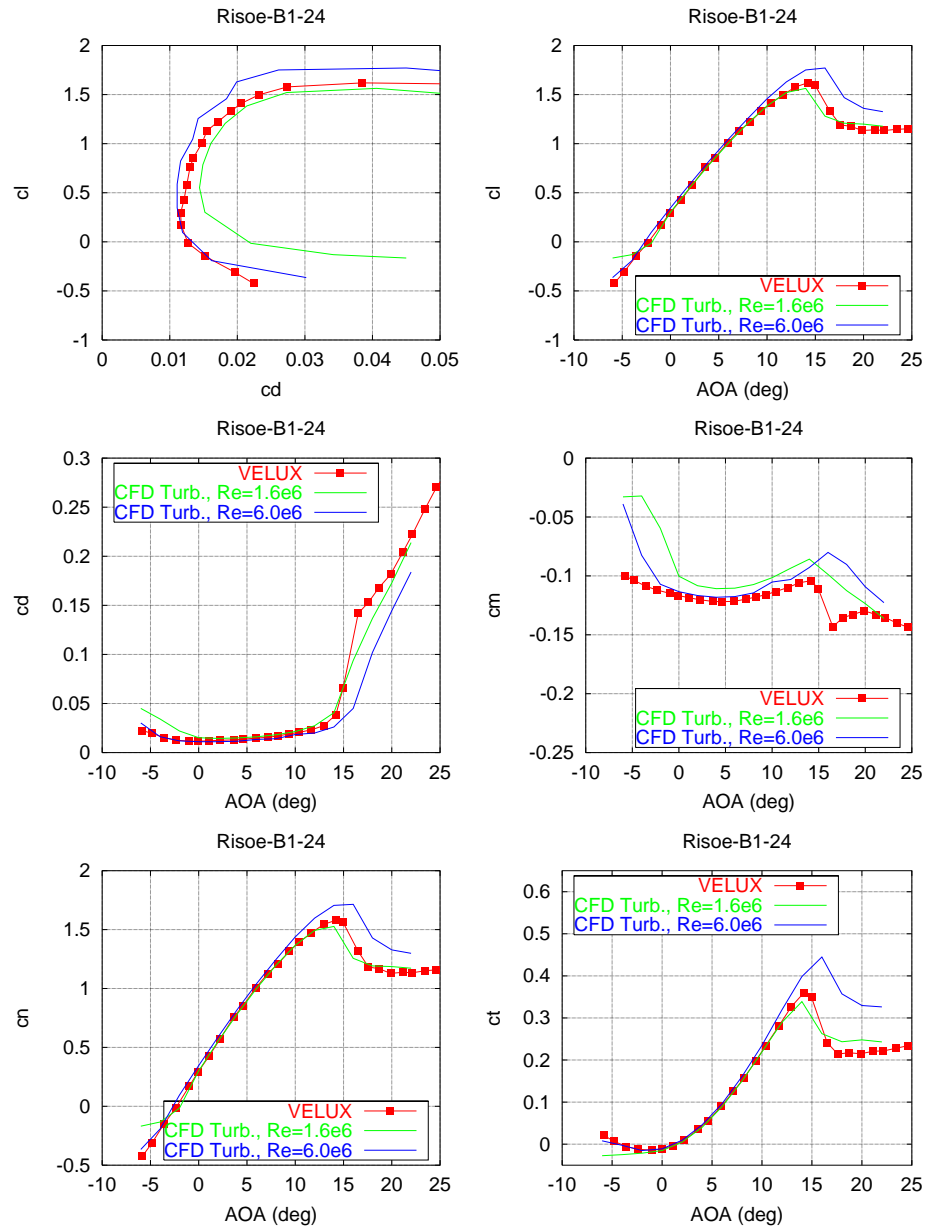 Risoe-B1-24
2
1.5
1
0.5
0
-0.5
-1
cl
0 0.01 0.02 0.03 0.04 0.05
cd
Risoe-B1-24
2
1.5
1
0.5
0
-0.5
-1
cl
VELUX
CFD Turb., Re=1.6e6
CFD Turb., Re=6.0e6
-10 -5 0 5 10 15 20 25
AOA (deg)
Risoe-B1-24
0.3
0.25
0.2
0.15
0.1
0.05
0
cd
VELUX
CFD Turb., Re=1.6e6
CFD Turb., Re=6.0e6
-10 -5 0 5 10 15 20 25
AOA (deg)
Risoe-B1-24
0
-0.05
-0.1
-0.15
-0.2
-0.25
cm
VELUX
CFD Turb., Re=1.6e6
CFD Turb., Re=6.0e6
-10 -5 0 5 10 15 20 25
AOA (deg)
Risoe-B1-24
2
1.5
1
0.5
0
-0.5
cn
VELUX
CFD Turb., Re=1.6e6
CFD Turb., Re=6.0e6
-10 -5 0 5 10 15 20 25
AOA (deg)
Risoe-B1-24
0.6
0.5
0.4
0.3
0.2
0.1
0
ct
VELUX
CFD Turb., Re=1.6e6
CFD Turb., Re=6.0e6
-10 -5 0 5 10 15 20 25
AOA (deg)